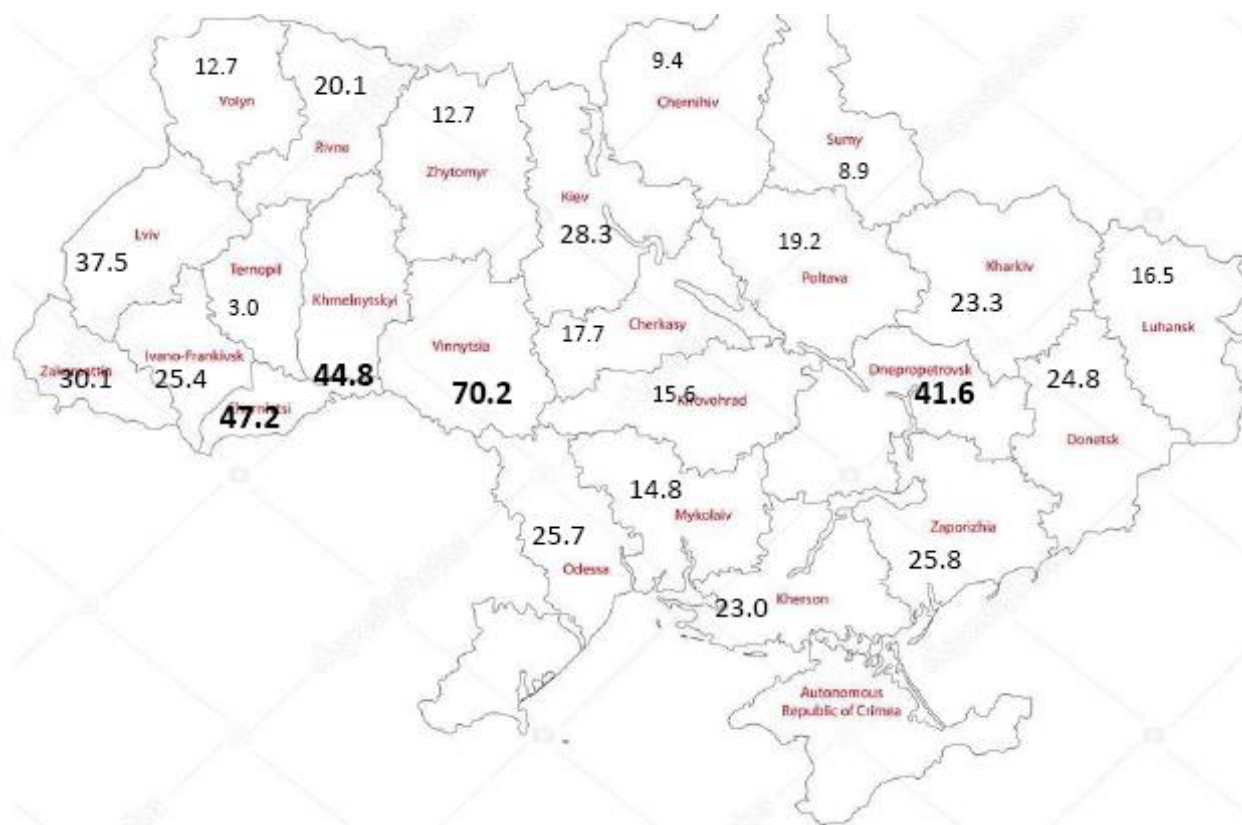 12.7
Volyn
20.1
Rivne
12.7
Zhytomyr
9.4
Chernihiv
Sumy
8.9
Kiev
28.3
Lviv
37.5
Ternopil
3.0
Khmelnytskyi
44.8
19.2
Poltava
Kharkiv
23.3
16.5
Luhansk
Vinnytsia
70.2
17.7
Cherkasy
Ivano-Frankivsk
25.4
30.1
47.2
15.6
Kirovohrad
Dnepropetrovsk
41.6
24.8
Donetsk
14.8
Mykolaiv
25.7
Odessa
Zaporizhia
25.8
Kherson
23.0
Autonomous
Republic of Crimea